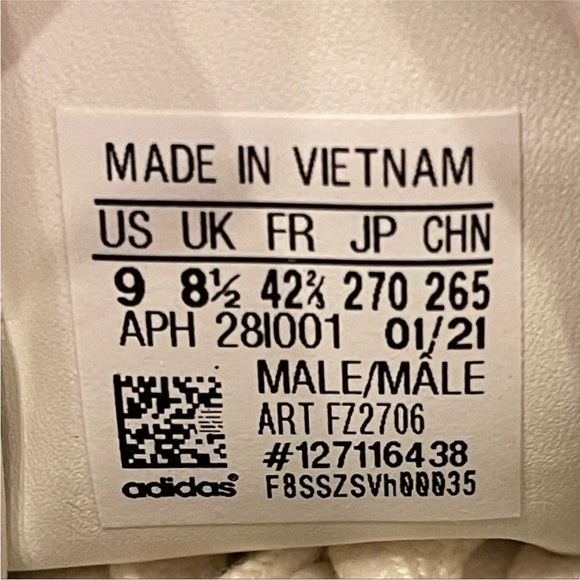 MADE IN VIETNAM
US UK FR JP CHN
9 8½ 42⅔ 270 265
APH 28I001 01/21
MALE/MÂLE
ART FZ2706
#127116438
adidas® F8SSZSVh00035